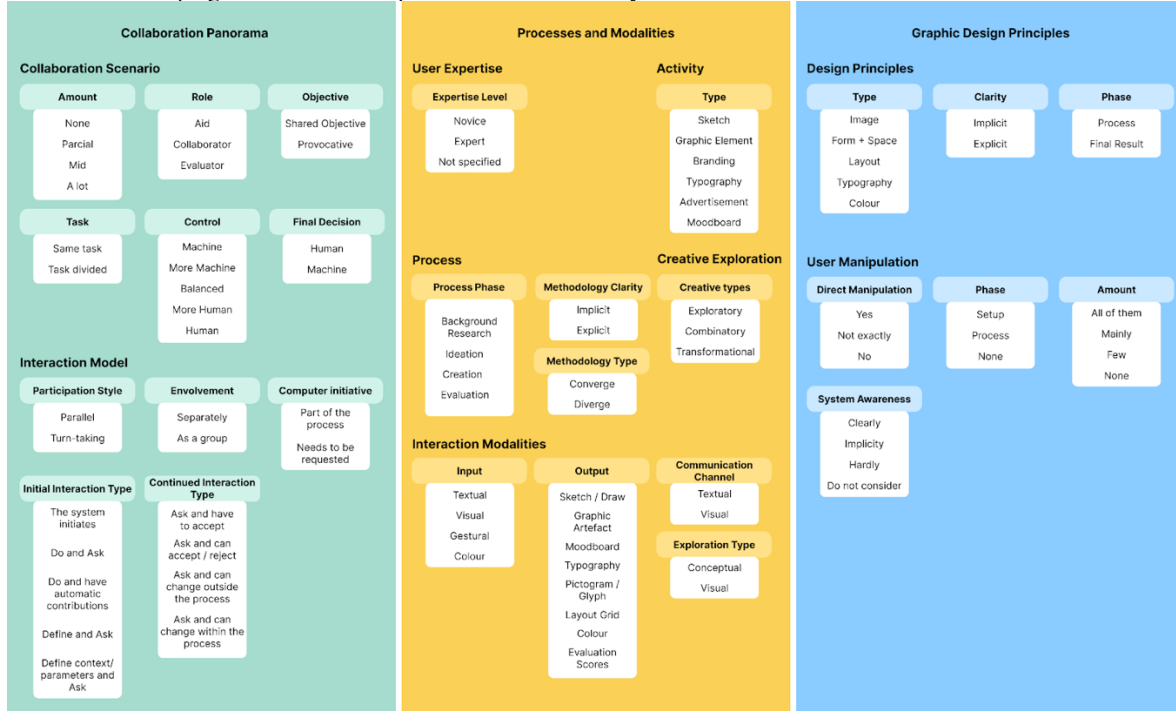 Collaboration Panorama
Collaboration Scenario
Amount
None
Parcial
Mid
A lot
Role
Aid
Collaborator
Evaluator
Objective
Shared Objective
Provocative
Task
Same task
Task divided
Control
Machine
More Machine
Balanced
More Human
Human
Final Decision
Human
Machine
Interaction Model
Participation Style
Parallel
Turn-taking
Envolvement
Separately
As a group
Computer initiative
Part of the
process
Needs to be
requested
Initial Interaction Type
The system
initiates
Do and Ask
Do and have
automatic
contributions
Define and Ask
Define context/
parameters and
Ask
Continued Interaction
Type
Ask and have
to accept
Ask and can
accept / reject
Ask and can
change outside
the process
Ask and can
change within the
process
Processes and Modalities
User Expertise
Expertise Level
Novice
Expert
Not specified
Activity
Type
Sketch
Graphic Element
Branding
Typography
Advertisement
Moodboard
Process
Process Phase
Background
Research
Ideation
Creation
Evaluation
Methodology Clarity
Implicit
Explicit
Methodology Type
Converge
Diverge
Creative Exploration
Creative types
Exploratory
Combinatory
Transformational
Interaction Modalities
Input
Textual
Visual
Gestural
Colour
Output
Sketch / Draw
Graphic
Artefact
Moodboard
Typography
Pictogram /
Glyph
Layout Grid
Colour
Evaluation
Scores
Communication
Channel
Textual
Visual
Exploration Type
Conceptual
Visual
Graphic Design Principles
Design Principles
Type
Image
Form + Space
Layout
Typography
Colour
Clarity
Implicit
Explicit
Phase
Process
Final Result
User Manipulation
Direct Manipulation
Yes
Not exactly
No
Phase
Setup
Process
None
Amount
All of them
Mainly
Few
None
System Awareness
Clearly
Implicity
Hardly
Do not consider